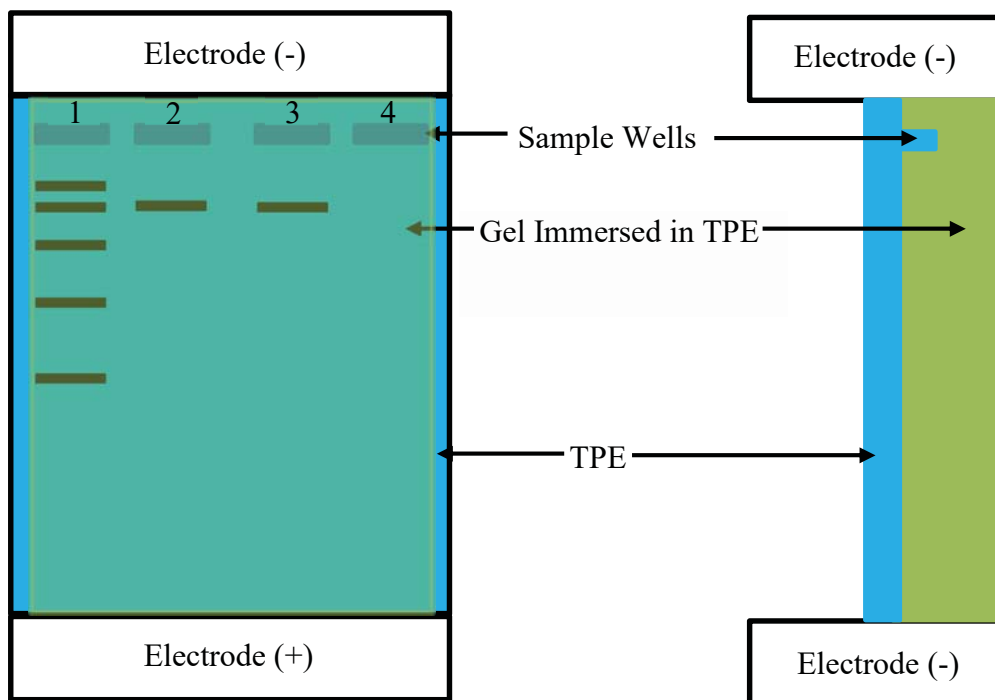 Electrode (-)
Electrode (-)
1 2 3 4
Sample Wells
Gel Immersed in TPE
TPE
Electrode (+)
Electrode (-)